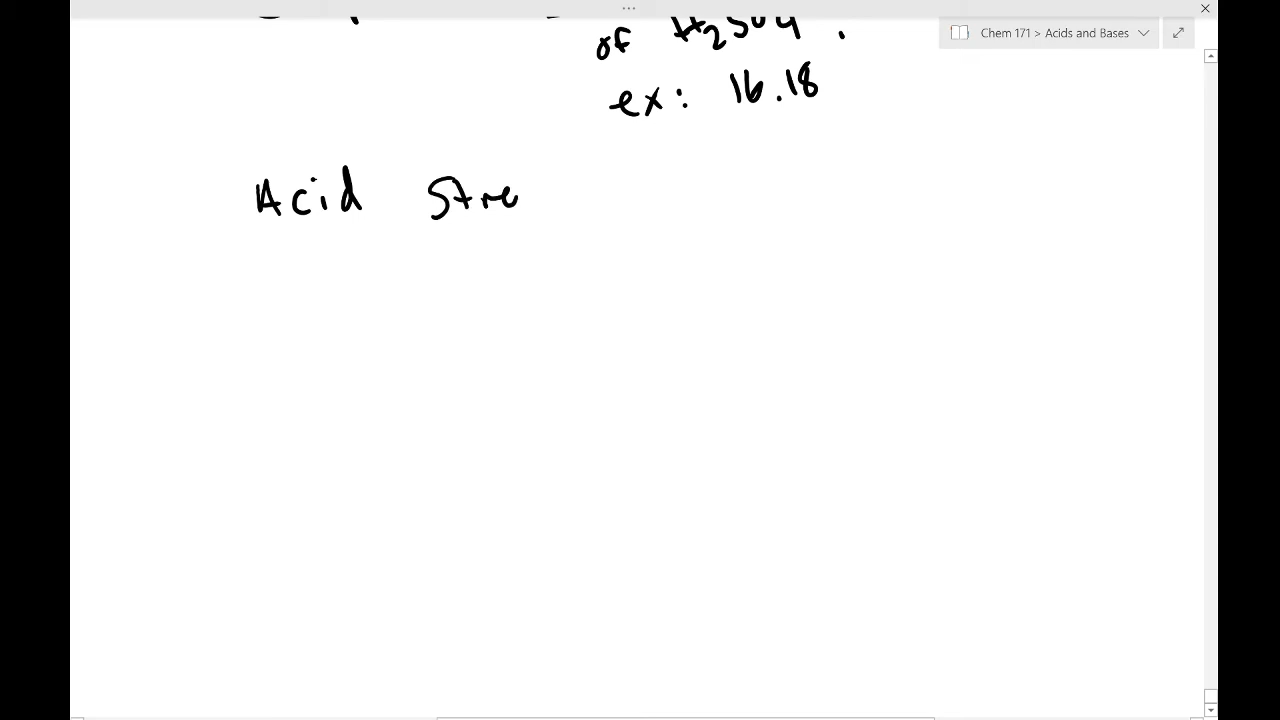 Chem 171 > Acids and Bases
of H2SO4.
ex: 16.18
Acid Stre